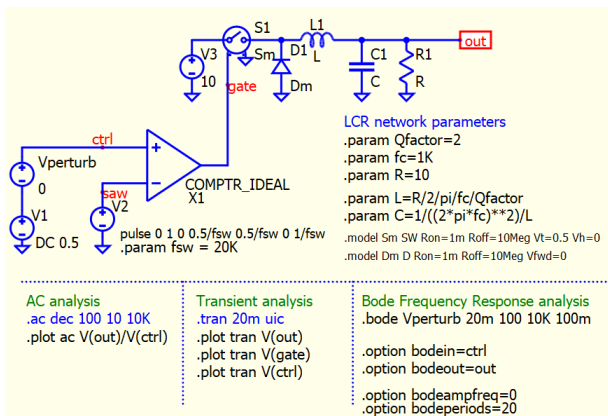 S1
L1
out
V3
Sm
D1
L
C1
R1
10
gate
Dm
C
R
LCR network parameters
.param Qfactor=2
.param fc=1K
.param R=10
.param L=R/2/pi/fc/Qfactor
.param C=1/((2*pi*fc)**2)/L
.model Sm SW Ron=1m Roff=10Meg Vt=0.5 Vh=0
.model Dm D Ron=1m Roff=10Meg Vfwd=0
ctrl
Vperturb
0
+
−
COMPTR_IDEAL
X1
saw
V1
V2
DC 0.5
pulse 0 1 0 0.5/fsw 0.5/fsw 0 1/fsw
.param fsw = 20K
AC analysis
.ac dec 100 10 10K
.plot ac V(out)/V(ctrl)
Transient analysis
.tran 20m uic
.plot tran V(out)
.plot tran V(gate)
.plot tran V(ctrl)
Bode Frequency Response analysis
.bode Vperturb 20m 100 10K 100m
.option bodein=ctrl
.option bodeout=out
.option bodeampfreq=0
.option bodeperiods=20